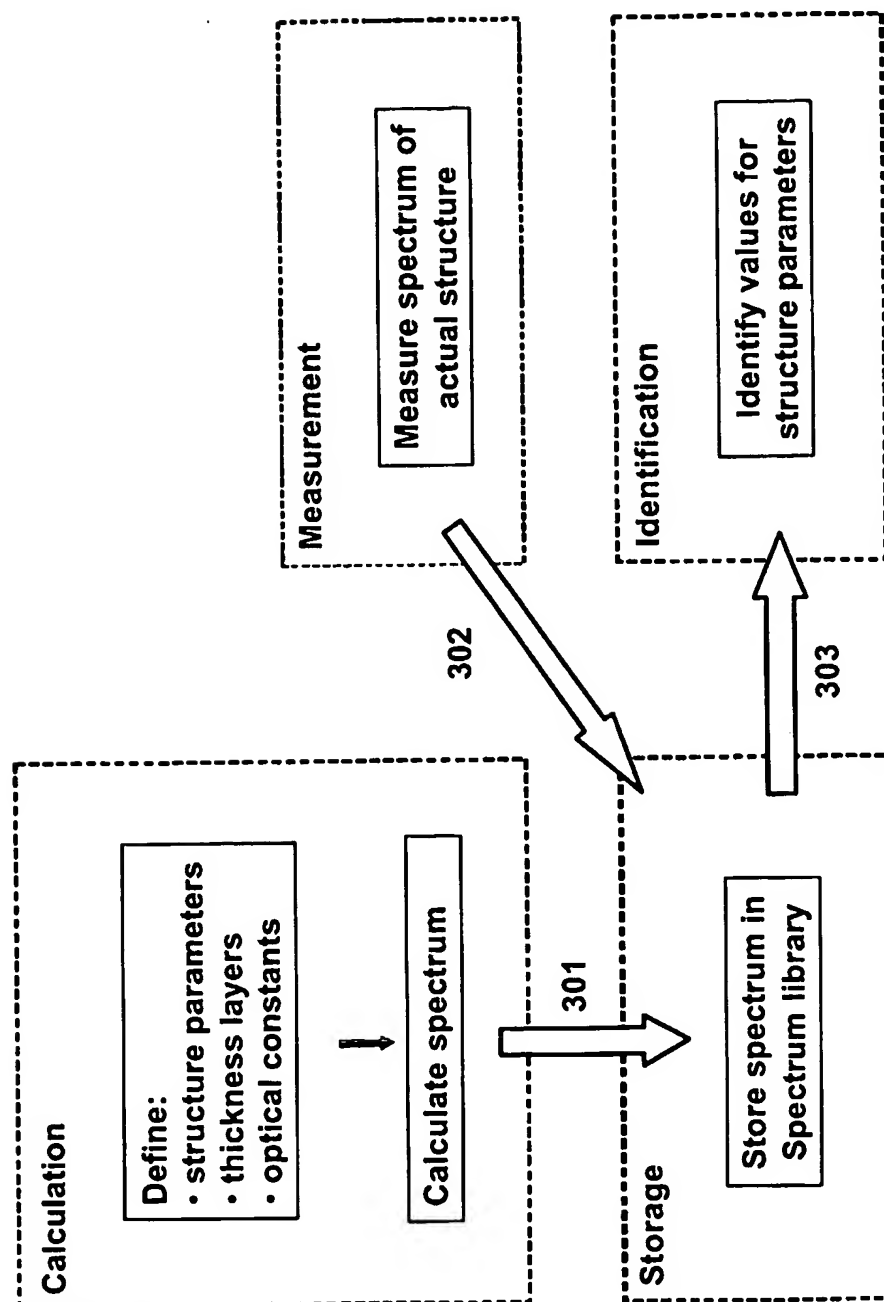 Calculation
Define:
• structure parameters
• thickness layers
• optical constants
Calculate spectrum
301
Measurement
Measure spectrum of
actual structure
302
Storage
Store spectrum in
Spectrum library
303
Identification
Identify values for
structure parameters